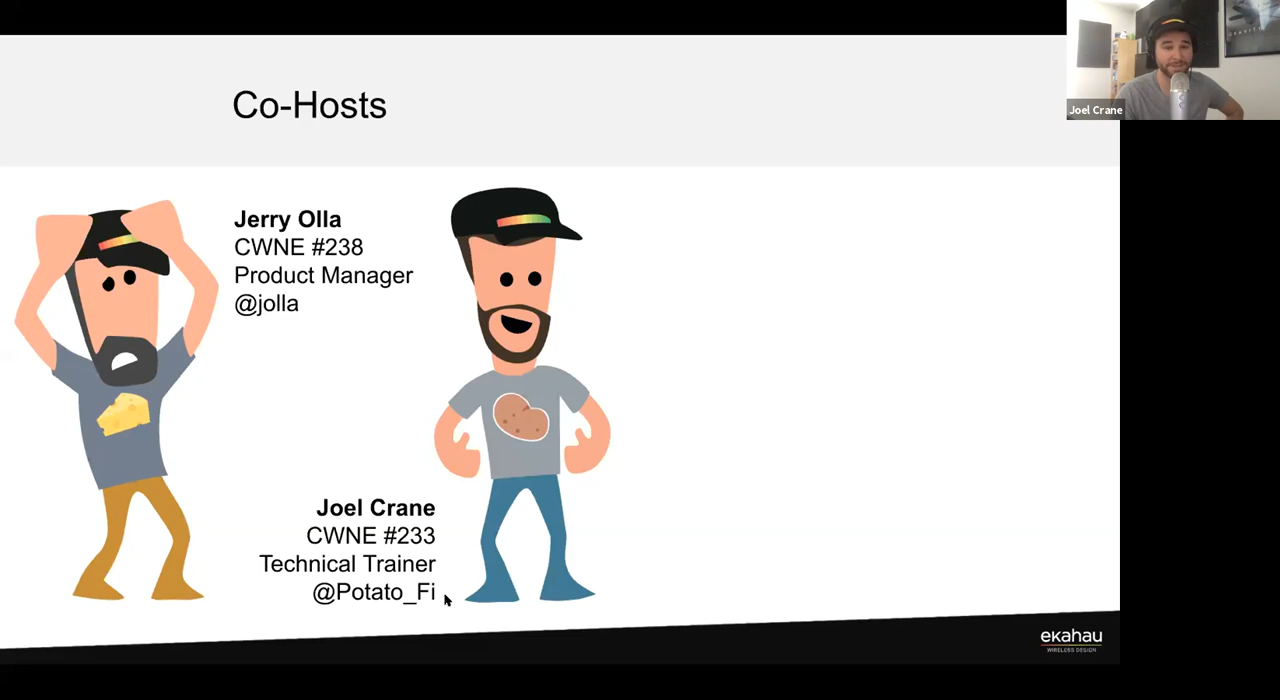 Co-Hosts
Jerry Olla
CWNE #238
Product Manager
@jolla
Joel Crane
CWNE #233
Technical Trainer
@Potato_Fi
ekahau
WIRELESS DESIGN
Joel Crane